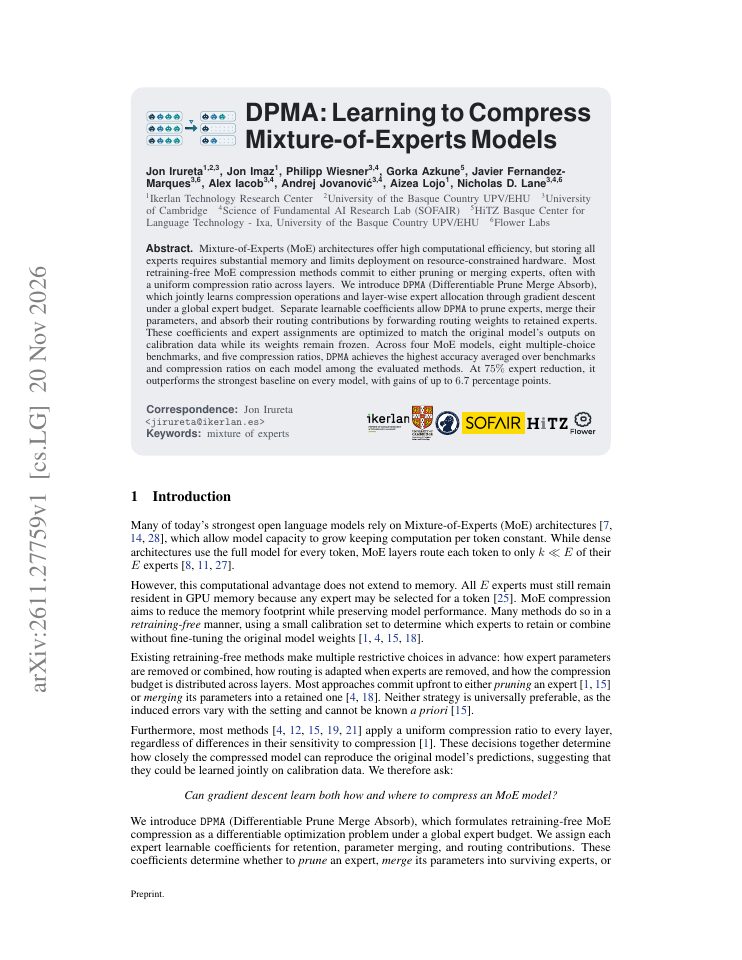 arXiv:2611.27759v1 [cs.LG] 20 Nov 2026
DPMA: Learning to Compress
Mixture-of-Experts Models
Jon Irureta1,2,3, Jon Imaz1, Philipp Wiesner3,4, Gorka Azkune5, Javier Fernandez-
Marques3,6, Alex Iacob3,4, Andrej Jovanović3,4, Aizea Lojo1, Nicholas D. Lane3,4,6
1Ikerlan Technology Research Center 2University of the Basque Country UPV/EHU 3University
of Cambridge 4Science of Fundamental AI Research Lab (SOFAIR) 5HiTZ Basque Center for
Language Technology - Ixa, University of the Basque Country UPV/EHU 6Flower Labs
Abstract. Mixture-of-Experts (MoE) architectures offer high computational efficiency, but storing all
experts requires substantial memory and limits deployment on resource-constrained hardware. Most
retraining-free MoE compression methods commit to either pruning or merging experts, often with
a uniform compression ratio across layers. We introduce DPMA (Differentiable Prune Merge Absorb),
which jointly learns compression operations and layer-wise expert allocation through gradient descent
under a global expert budget. Separate learnable coefficients allow DPMA to prune experts, merge their
parameters, and absorb their routing contributions by forwarding routing weights to retained experts.
These coefficients and expert assignments are optimized to match the original model's outputs on
calibration data while its weights remain frozen. Across four MoE models, eight multiple-choice
benchmarks, and five compression ratios, DPMA achieves the highest accuracy averaged over benchmarks
and compression ratios on each model among the evaluated methods. At 75% expert reduction, it
outperforms the strongest baseline on every model, with gains of up to 6.7 percentage points.
Correspondence: Jon Irureta
<jirureta@ikerlan.es>
Keywords: mixture of experts
ikerlan
SOFAIR
HiTZ
Flower
1 Introduction
Many of today's strongest open language models rely on Mixture-of-Experts (MoE) architectures [7,
14, 28], which allow model capacity to grow keeping computation per token constant. While dense
architectures use the full model for every token, MoE layers route each token to only k ≪ E of their
E experts [8, 11, 27].
However, this computational advantage does not extend to memory. All E experts must still remain
resident in GPU memory because any expert may be selected for a token [25]. MoE compression
aims to reduce the memory footprint while preserving model performance. Many methods do so in a
retraining-free manner, using a small calibration set to determine which experts to retain or combine
without fine-tuning the original model weights [1, 4, 15, 18].
Existing retraining-free methods make multiple restrictive choices in advance: how expert parameters
are removed or combined, how routing is adapted when experts are removed, and how the compression
budget is distributed across layers. Most approaches commit upfront to either pruning an expert [1, 15]
or merging its parameters into a retained one [4, 18]. Neither strategy is universally preferable, as the
induced errors vary with the setting and cannot be known a priori [15].
Furthermore, most methods [4, 12, 15, 19, 21] apply a uniform compression ratio to every layer,
regardless of differences in their sensitivity to compression [1]. These decisions together determine
how closely the compressed model can reproduce the original model's predictions, suggesting that
they could be learned jointly on calibration data. We therefore ask:
Can gradient descent learn both how and where to compress an MoE model?
We introduce DPMA (Differentiable Prune Merge Absorb), which formulates retraining-free MoE
compression as a differentiable optimization problem under a global expert budget. We assign each
expert learnable coefficients for retention, parameter merging, and routing contributions. These
coefficients determine whether to prune an expert, merge its parameters into surviving experts, or
Preprint.